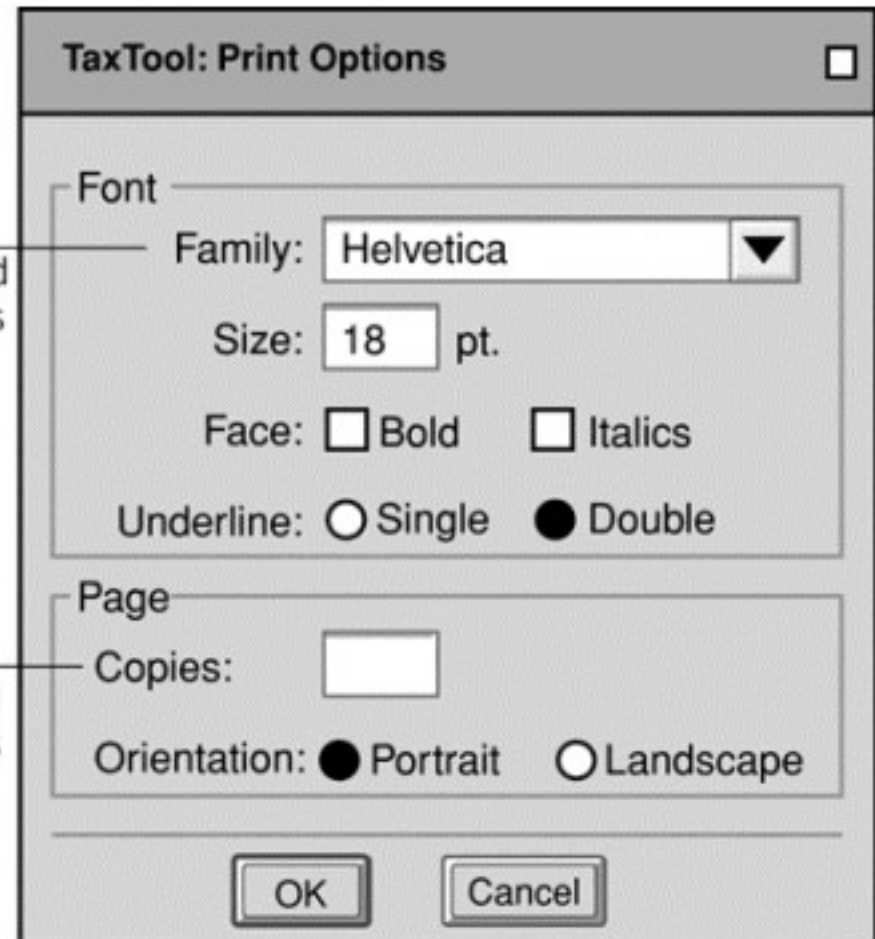 TaxTool: Print Options
Font
Family: Helvetica
Size: 18 pt.
Face: Bold Italics
Underline: Single Double
Page
Copies:
Orientation: Portrait Landscape
OK Cancel